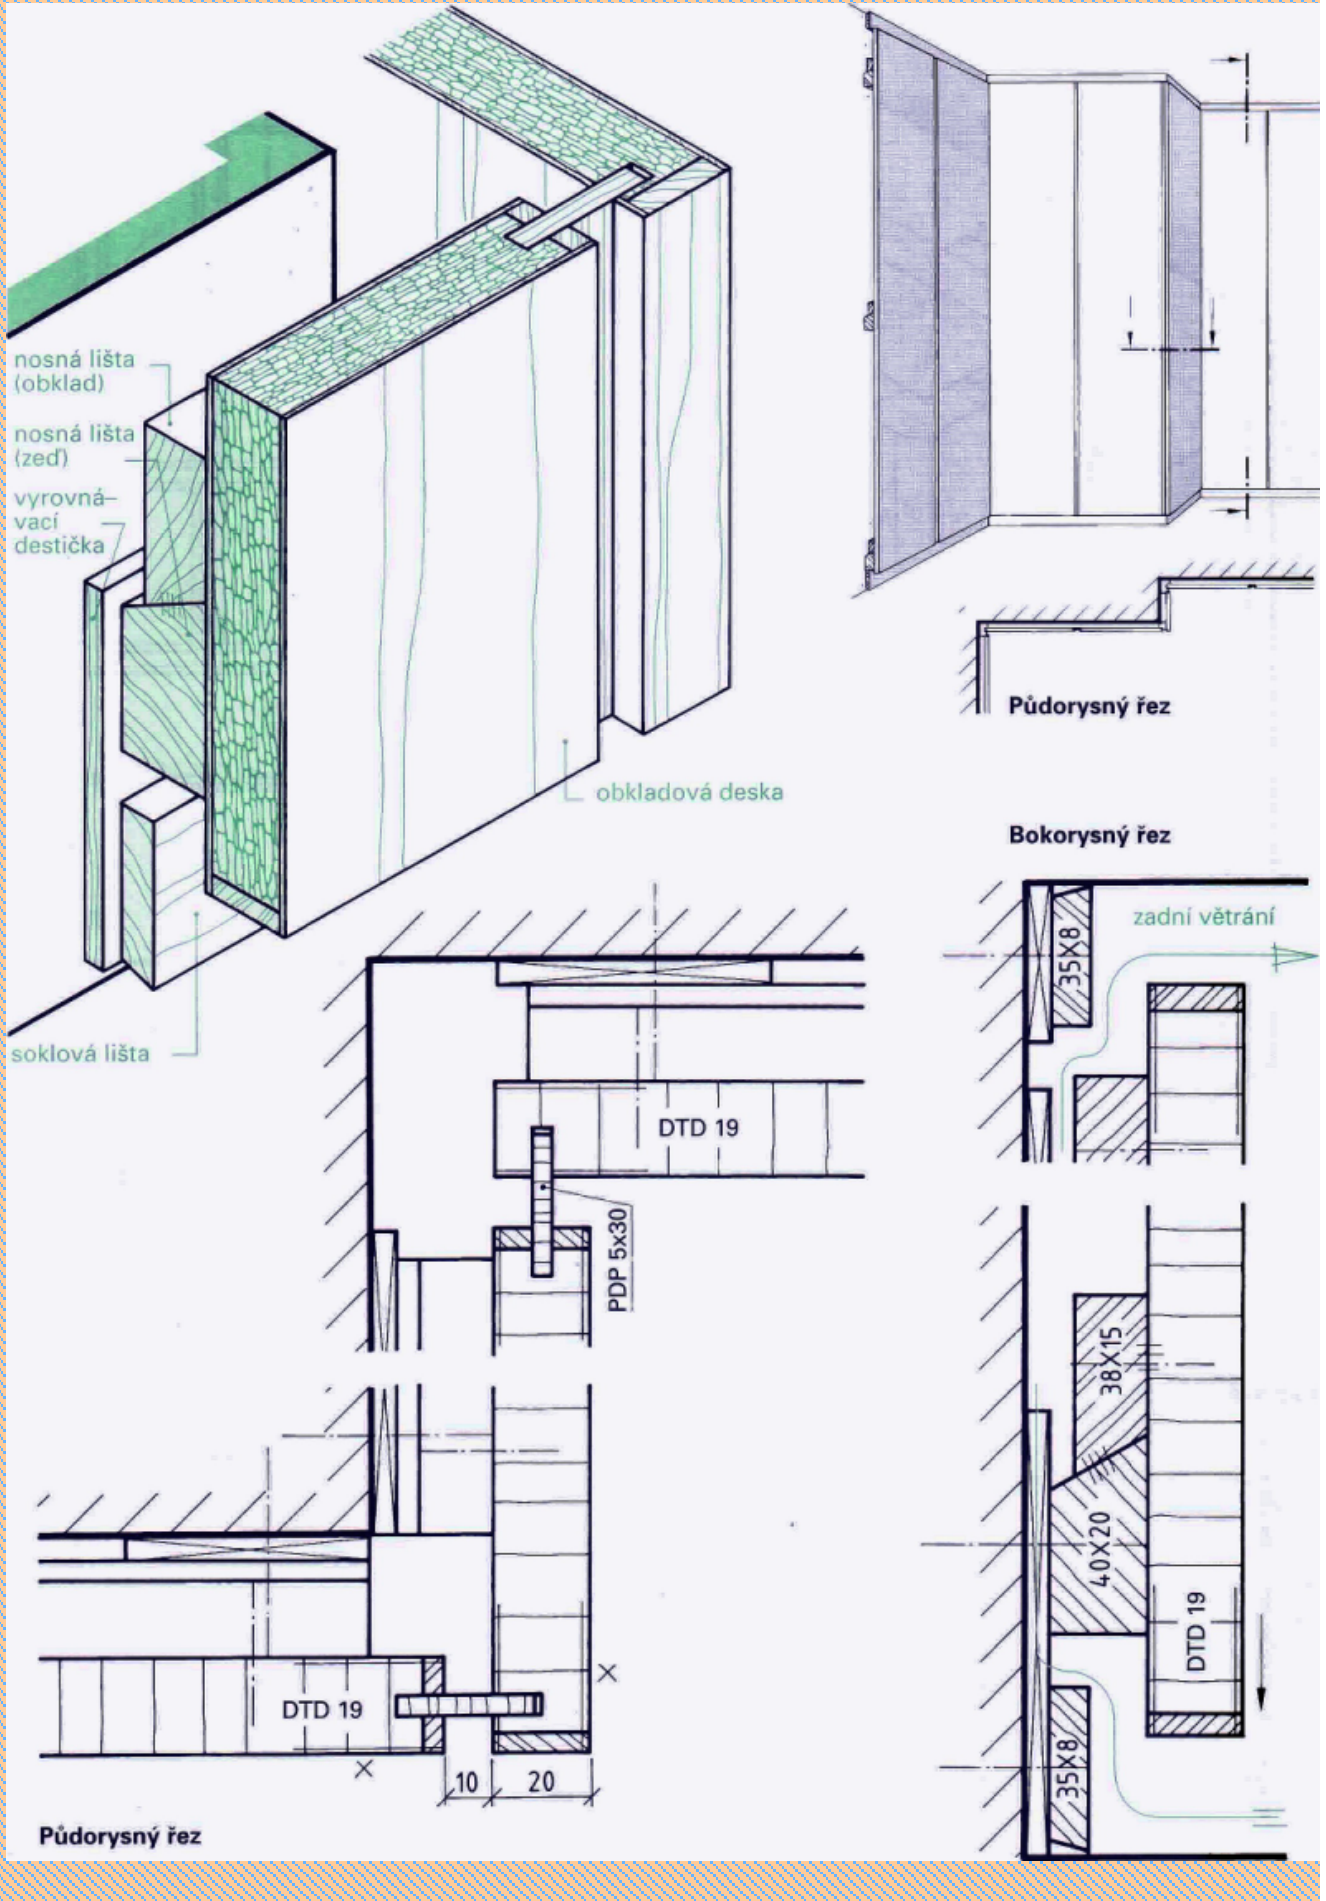 nosná lišta
(obklad)
nosná lišta
(zeď)
vyrovná–
vací
destička
soklová lišta
obkladová deska
Půdorysný řez
Bokorysný řez
zadní větrání
35X8
38X15
40X20
DTD 19
35X8
DTD 19
PDP 5x30
DTD 19
10
20
Půdorysný řez